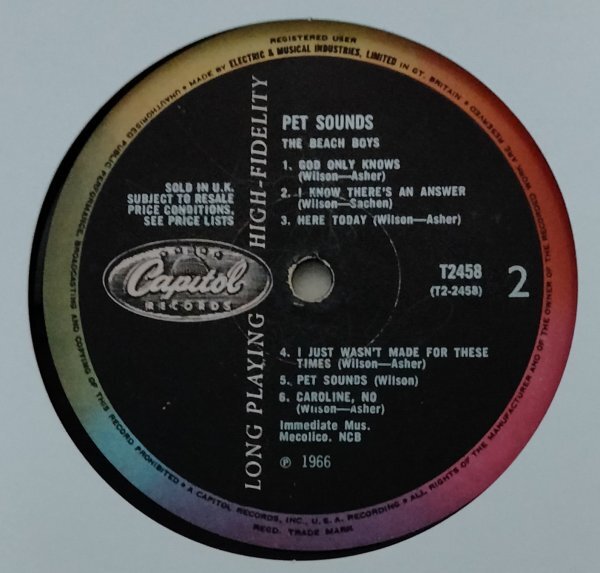 REGISTERED USER
MADE BY ELECTRIC & MUSICAL INDUSTRIES, LIMITED IN GT. BRITAIN • ALL RIGHTS OF THE MANUFACTURER AND OF THE OWNER OF THE RECORDED WORK ARE RESERVED • UNAUTHORISED PUBLIC PERFORMANCE, BROADCASTING AND COPYING OF THIS RECORD PROHIBITED • A CAPITOL RECORDS, INC., U.S.A. RECORDING •
REGD. TRADE MARK
LONG PLAYING HIGH-FIDELITY
PET SOUNDS
THE BEACH BOYS
1. GOD ONLY KNOWS
(Wilson—Asher)
2. I KNOW THERE'S AN ANSWER
(Wilson—Sachen)
3. HERE TODAY (Wilson—Asher)
SOLD IN U.K.
SUBJECT TO RESALE
PRICE CONDITIONS,
SEE PRICE LISTS
Capitol
RECORDS
T2458
(T2-2458)
2
4. I JUST WASN'T MADE FOR THESE
TIMES (Wilson—Asher)
5. PET SOUNDS (Wilson)
6. CAROLINE, NO
(Wilson—Asher)
Immediate Mus.
Mecolico. NCB
℗ 1966